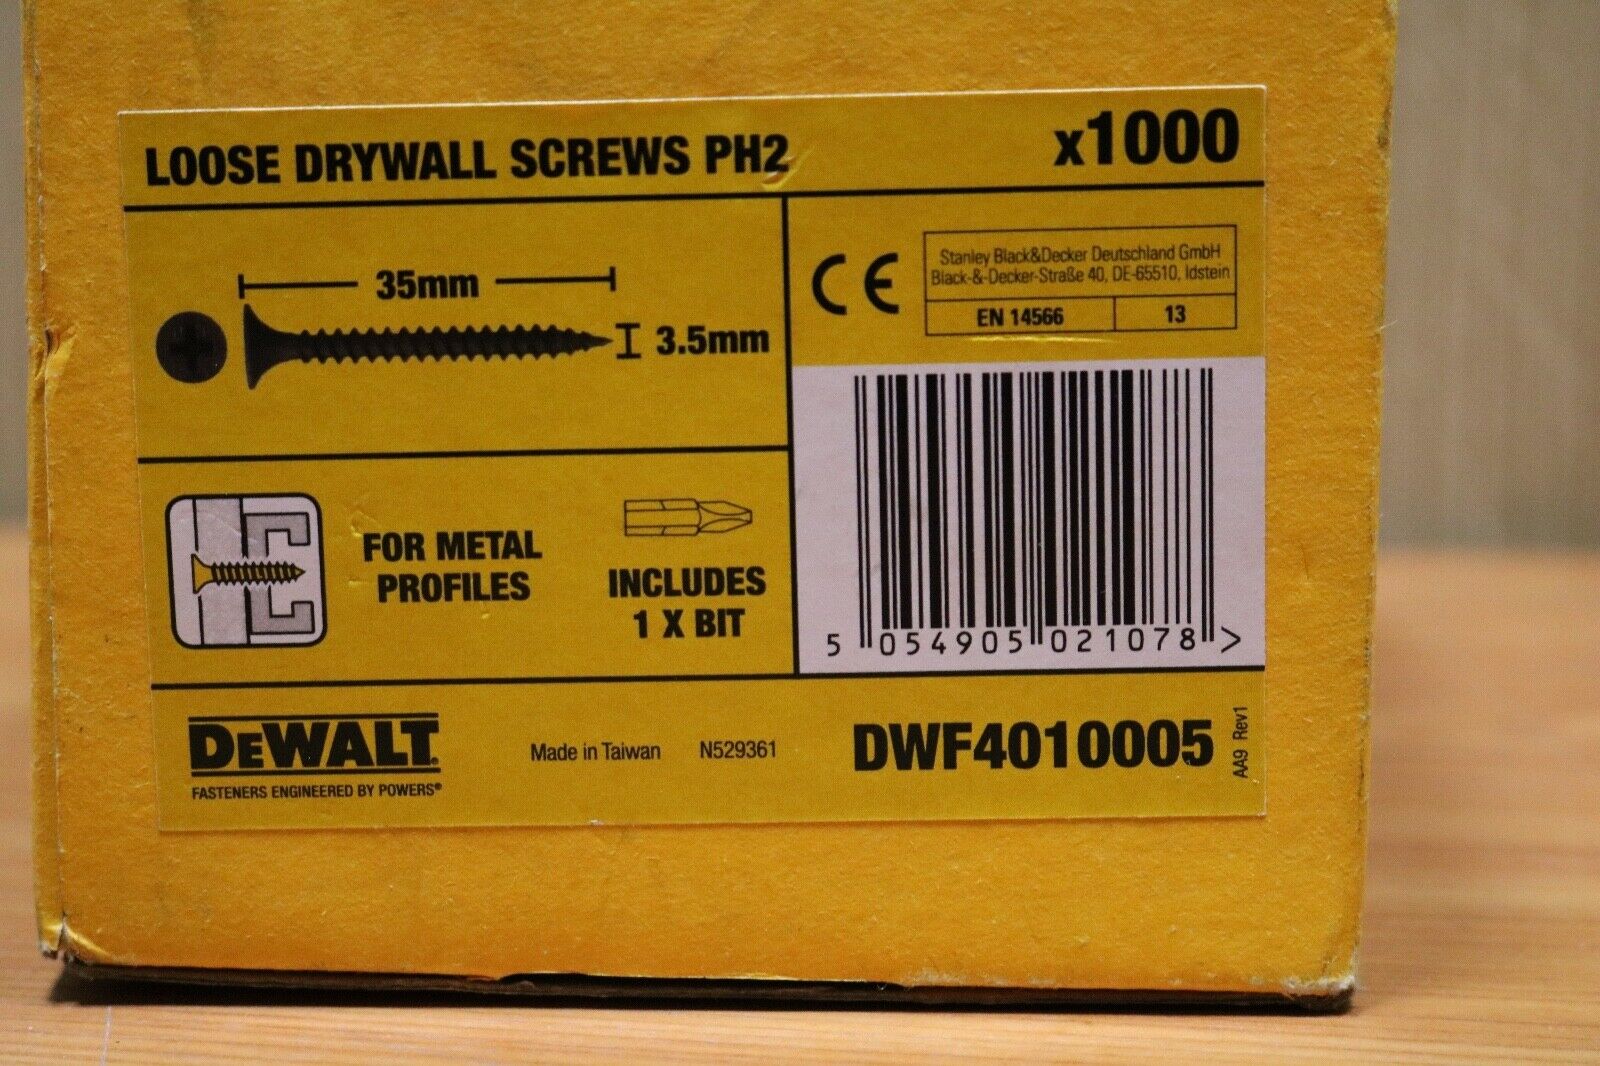 LOOSE DRYWALL SCREWS PH2
x1000
35mm
3.5mm
CE
Stanley Black&Decker Deutschland GmbH
Black-&-Decker-Straße 40, DE-65510, Idstein
EN 14566
13
FOR METAL
PROFILES
INCLUDES
1 X BIT
5 054905 021078 >
DEWALT
FASTENERS ENGINEERED BY POWERS®
Made in Taiwan
N529361
DWF4010005
AA9 Rev1